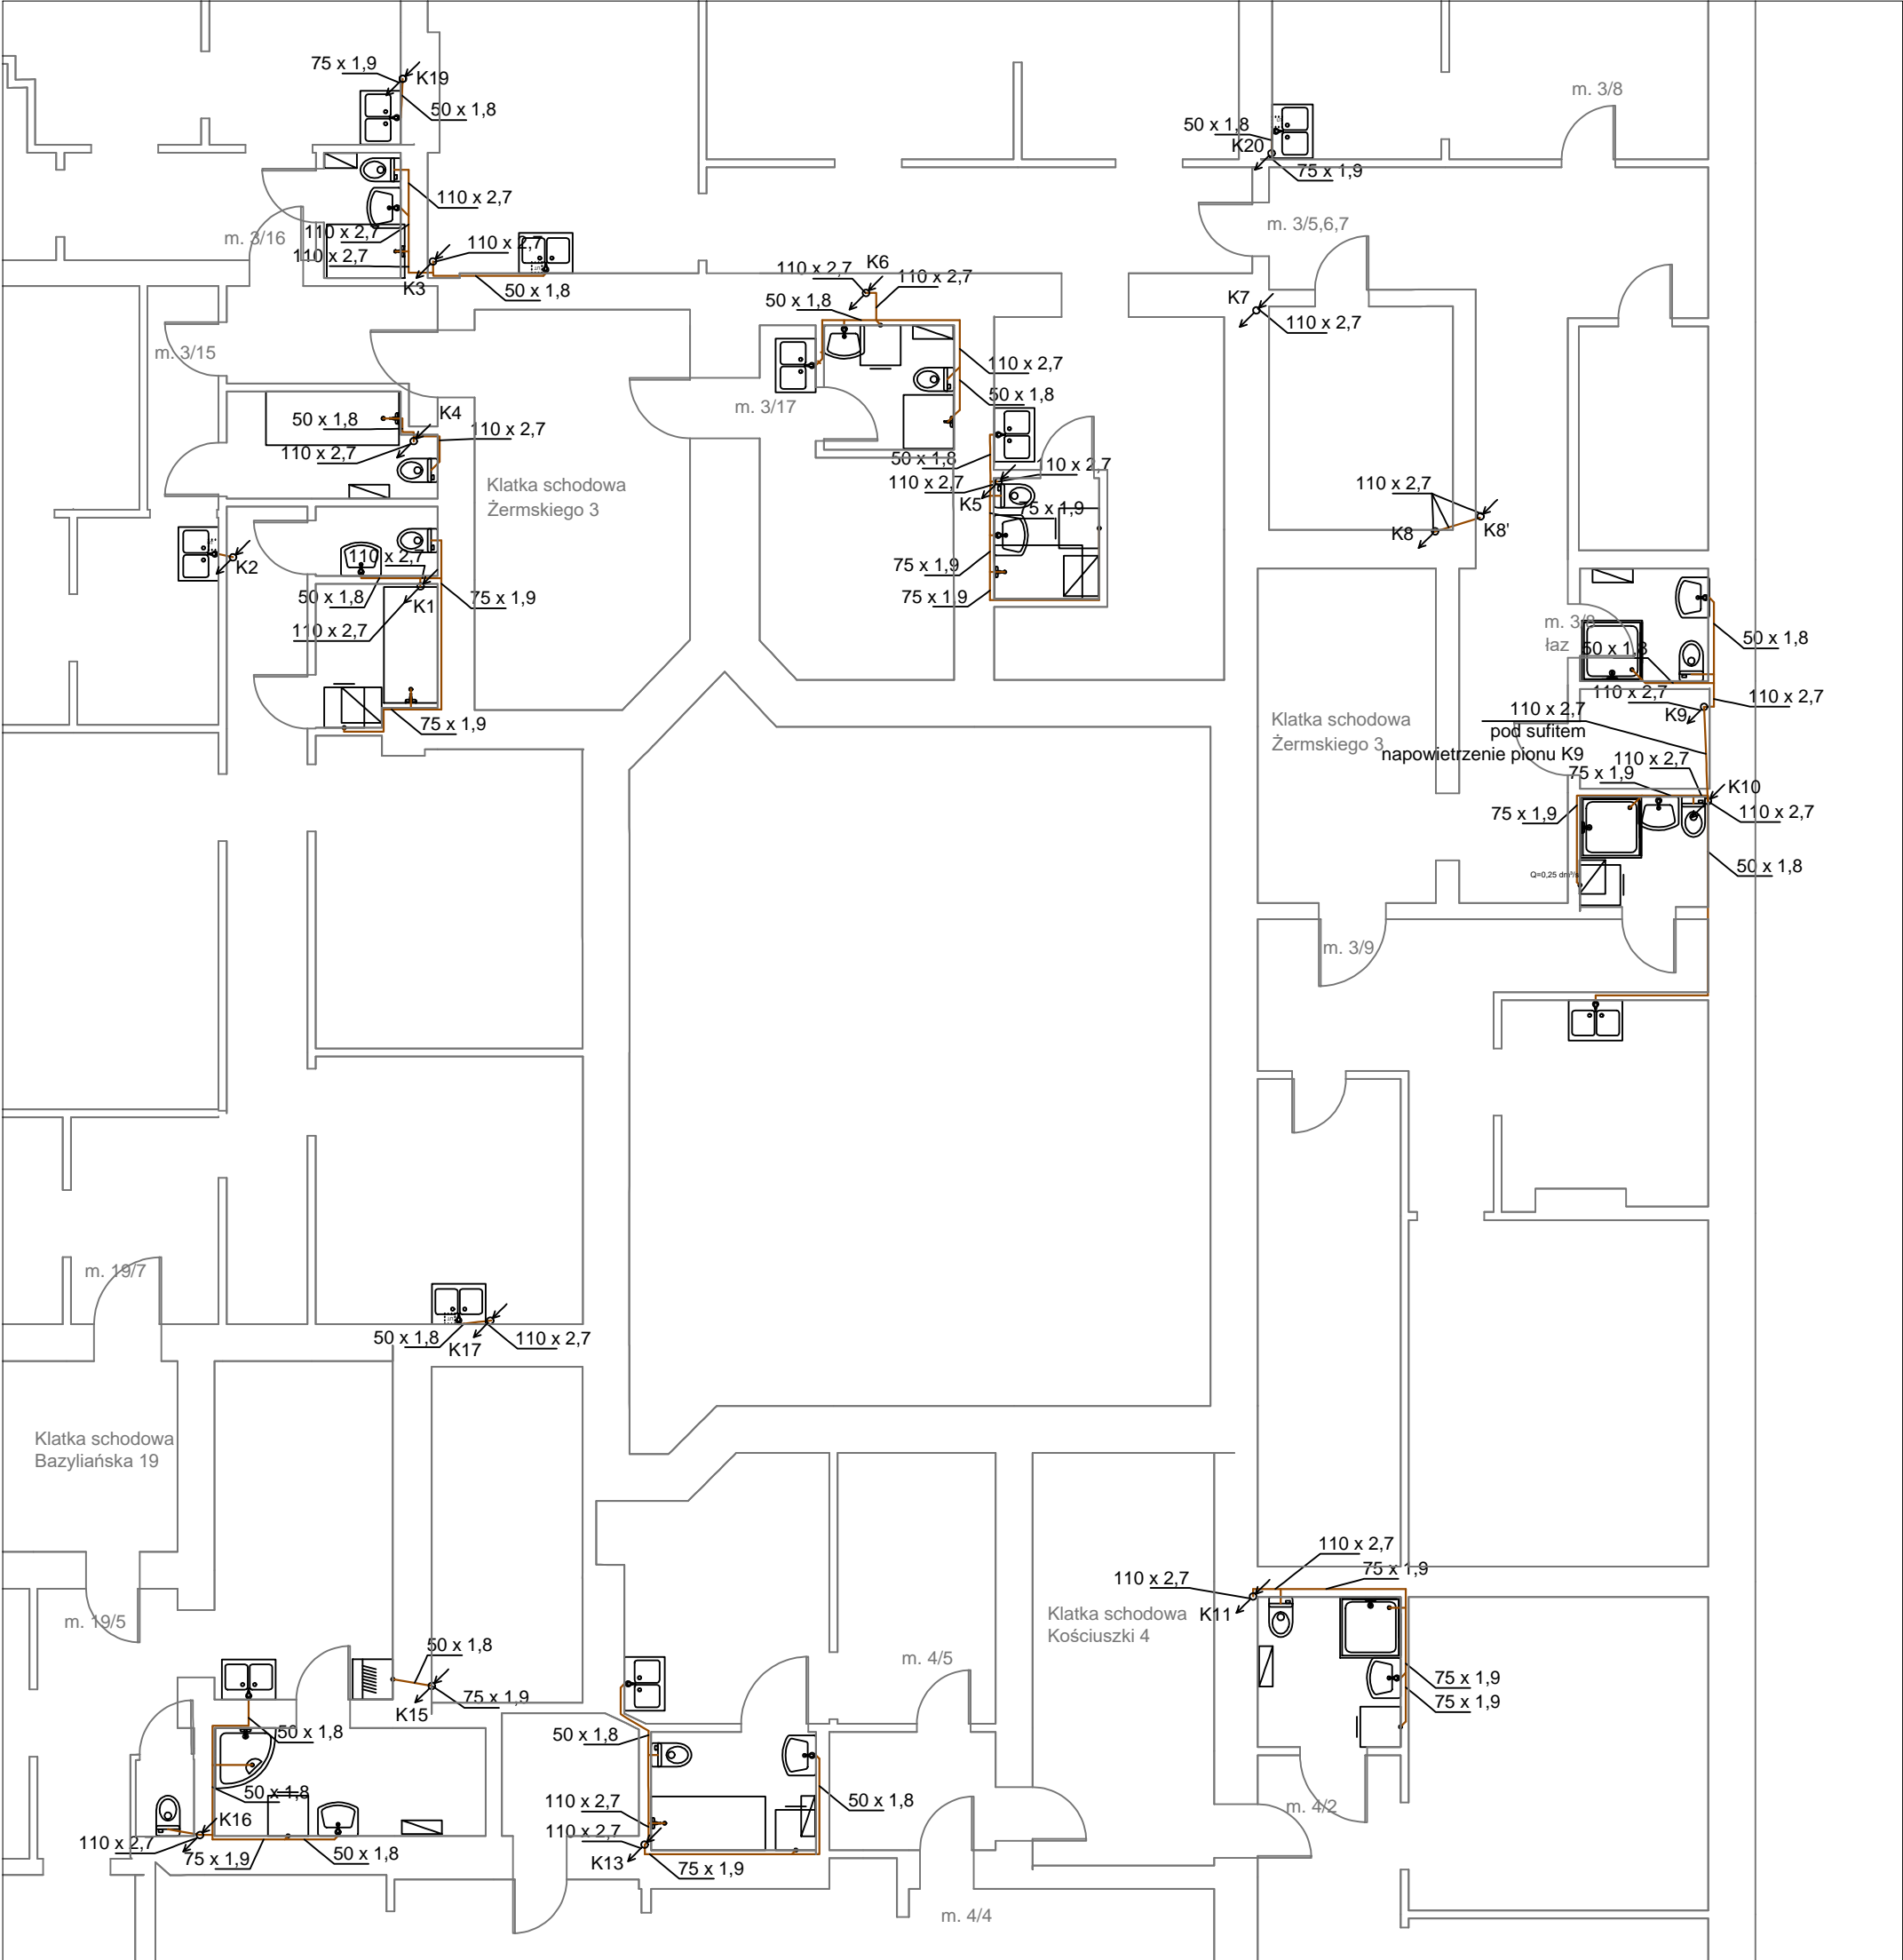 75 x 1,9
K19
50 x 1,8
m. 3/8
50 x 1,8
K20
75 x 1,9
110 x 2,7
m. 3/16
110 x 2,7
110 x 2,7
110 x 2,7
K3
50 x 1,8
m. 3/5,6,7
K6
110 x 2,7
110 x 2,7
50 x 1,8
K7
110 x 2,7
m. 3/15
110 x 2,7
50 x 1,8
m. 3/17
K4
50 x 1,8
110 x 2,7
110 x 2,7
50 x 1,8
110 x 2,7
110 x 2,7
K5
75 x 1,9
Klatka schodowa
Żermskiego 3
110 x 2,7
K8
K8'
K2
110 x 2,7
50 x 1,8
K1
75 x 1,9
110 x 2,7
75 x 1,9
75 x 1,9
75 x 1,9
m. 3/8
łaz
50 x 1,8
50 x 1,8
110 x 2,7
110 x 2,7
K9
110 x 2,7
pod sufitem
napowietrzenie pionu K9
Klatka schodowa
Żermskiego 3
110 x 2,7
75 x 1,9
K10
110 x 2,7
75 x 1,9
50 x 1,8
Q=0,25 dm³/s
m. 3/9
m. 19/7
50 x 1,8
K17
110 x 2,7
Klatka schodowa
Bazyliańska 19
110 x 2,7
75 x 1,9
110 x 2,7
K11
Klatka schodowa
Kościuszki 4
m. 19/5
50 x 1,8
75 x 1,9
K15
m. 4/5
75 x 1,9
75 x 1,9
50 x 1,8
50 x 1,8
50 x 1,8
K16
110 x 2,7
75 x 1,9
50 x 1,8
110 x 2,7
110 x 2,7
K13
75 x 1,9
50 x 1,8
m. 4/2
m. 4/4